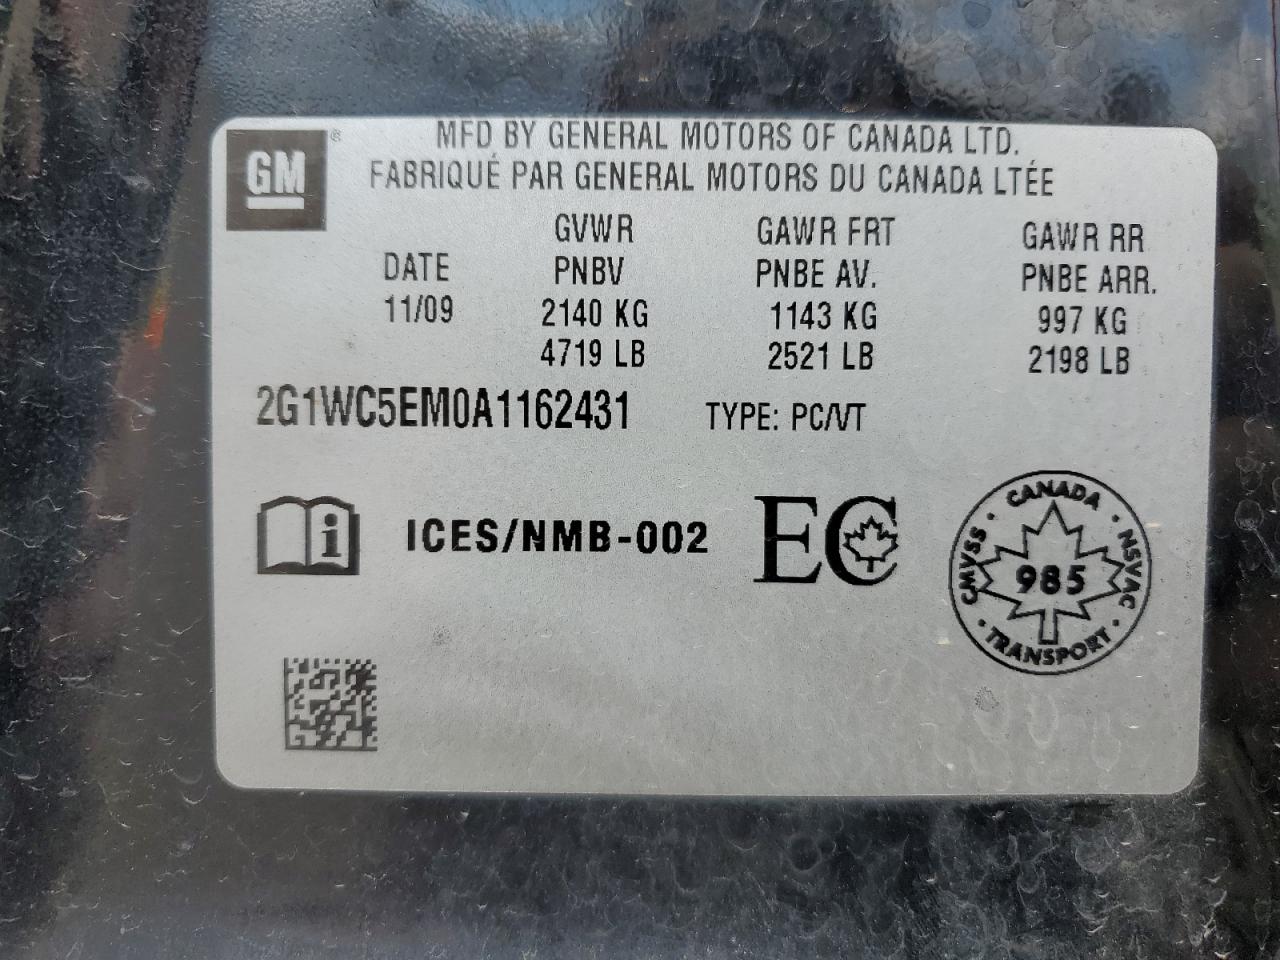 GM ®
MFD BY GENERAL MOTORS OF CANADA LTD.
FABRIQUÉ PAR GENERAL MOTORS DU CANADA LTÉE
GVWR GAWR FRT GAWR RR
DATE PNBV PNBE AV. PNBE ARR.
11/09 2140 KG 1143 KG 997 KG
4719 LB 2521 LB 2198 LB
2G1WC5EM0A1162431 TYPE: PC/VT
i ICES/NMB-002 EC
CANADA
CMVSS · 985 · NSVAC
TRANSPORT